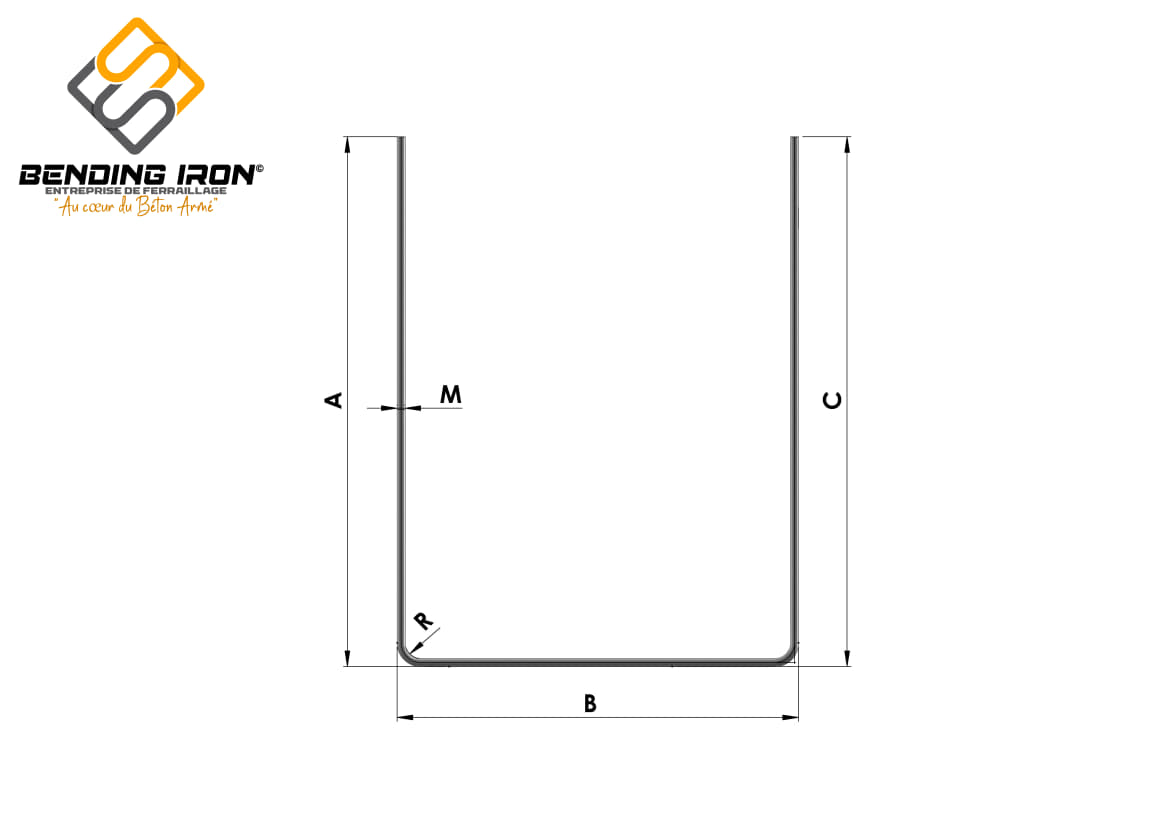 BENDING IRON©
ENTREPRISE DE FERRAILLAGE
"Au cœur du Béton Armé"
A
M
C
R
B